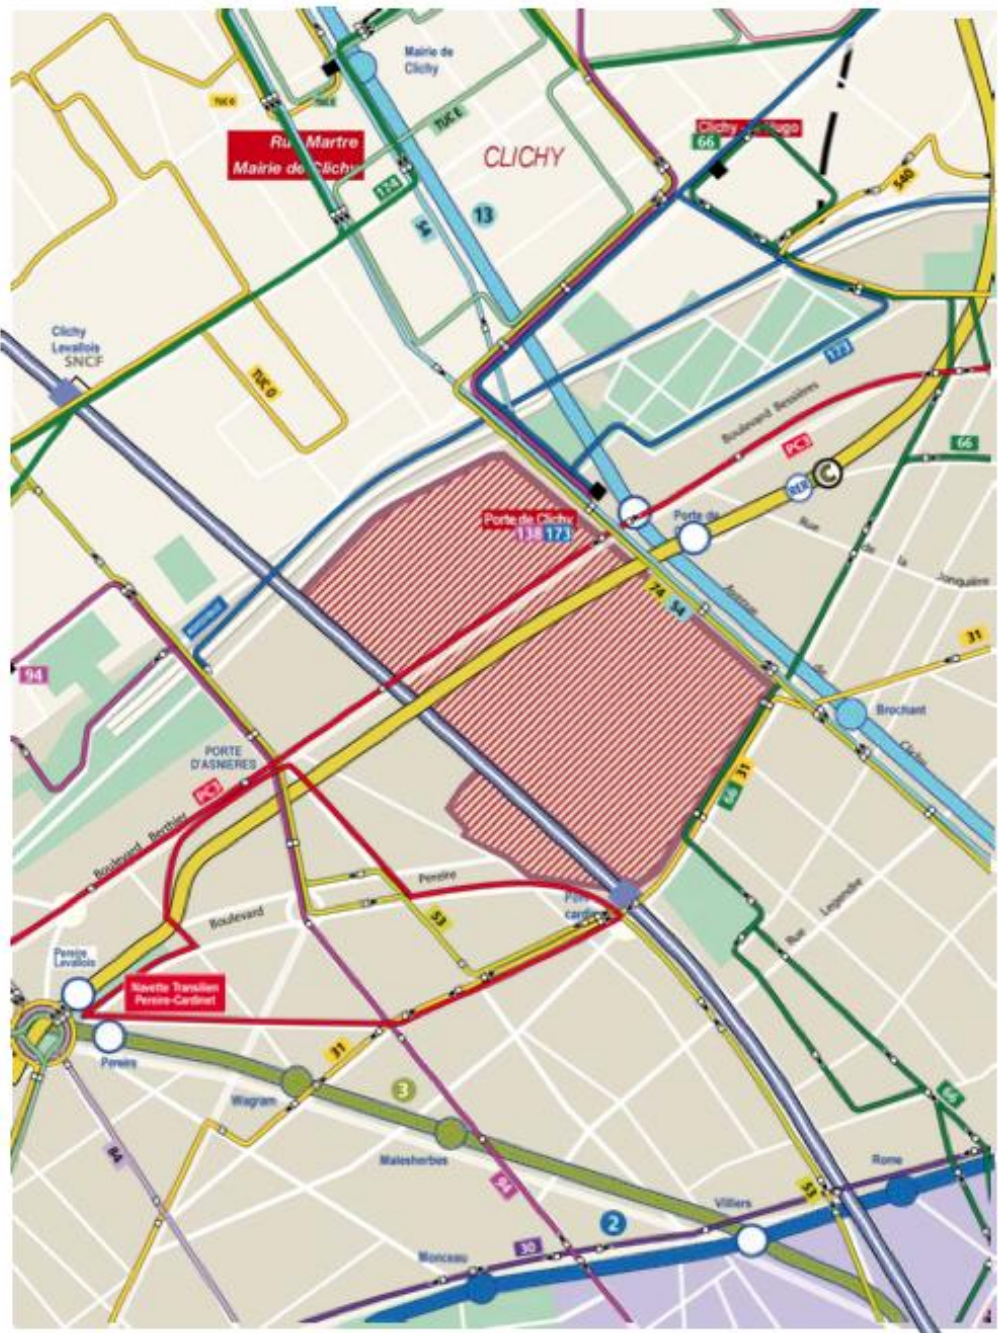 Mairie de
Clichy
TUC O
TUC E
Rue Martre
Mairie de Clichy
174
CLICHY
66
540
54
13
Clichy
Levallois
SNCF
TUC O
173
Boulevard Bessières
PC3
66
RER
C
Porte de Clichy
138 173
Porte de
Rue
de
la
Jonquière
74
54
Avenue
de
Clichy
31
94
Brochant
PORTE
D'ASNIERES
PC3
66
31
Boulevard
Berthier
Pereire
Boulevard
53
Rue
Legendre
Pereire
Levallois
Navette Transilien
Pereire-Cardinet
Pereire
31
Wagram
3
66
84
Malesherbes
94
53
Rome
Villiers
2
30
Monceau